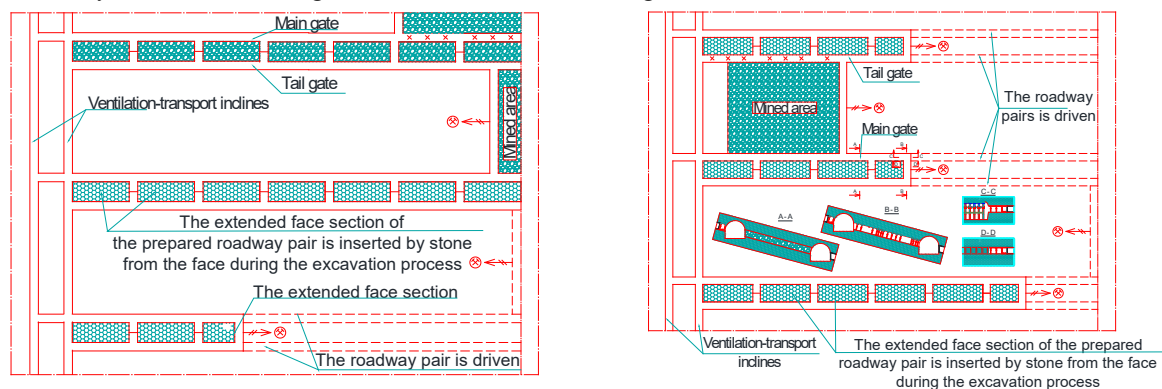 Main gate
Tail gate
Ventilation-transport inclines
Mined area
The extended face section of
the prepared roadway pair is inserted by stone
from the face during the excavation process
The extended face section
The roadway pair is driven
Tail gate
The roadway
pairs is driven
Mined area
Main gate
A
B
C
C
A
B
A-A
B-B
C-C
D-D
Ventilation-transport
inclines
The extended face section of the prepared
roadway pair is inserted by stone from the face
during the excavation process